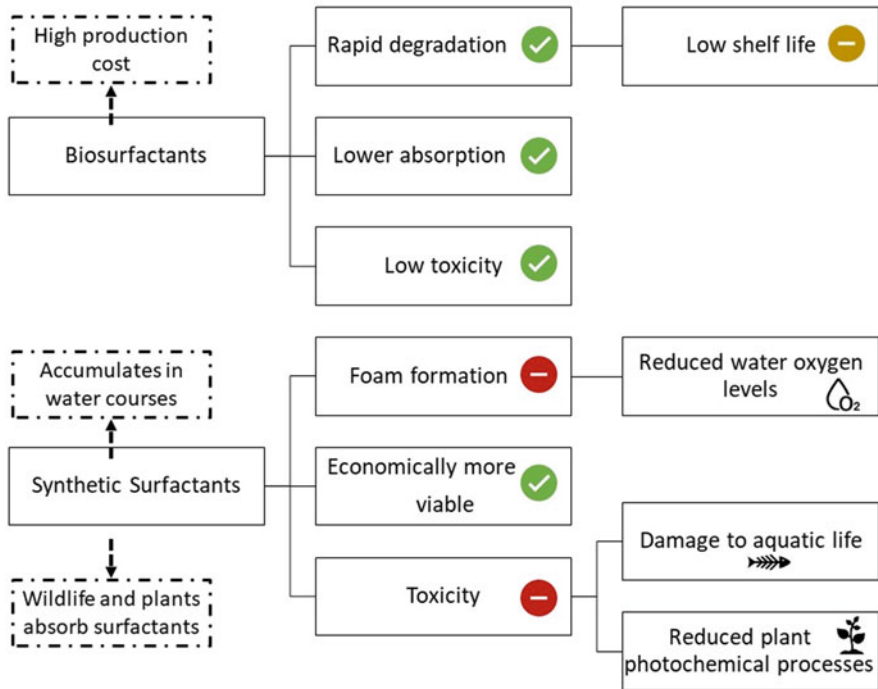 High production
cost
Biosurfactants
Rapid degradation
Low shelf life
Lower absorption
Low toxicity
Accumulates in
water courses
Synthetic Surfactants
Wildlife and plants
absorb surfactants
Foam formation
Reduced water oxygen
levels
O₂
Economically more
viable
Toxicity
Damage to aquatic life
Reduced plant
photochemical processes